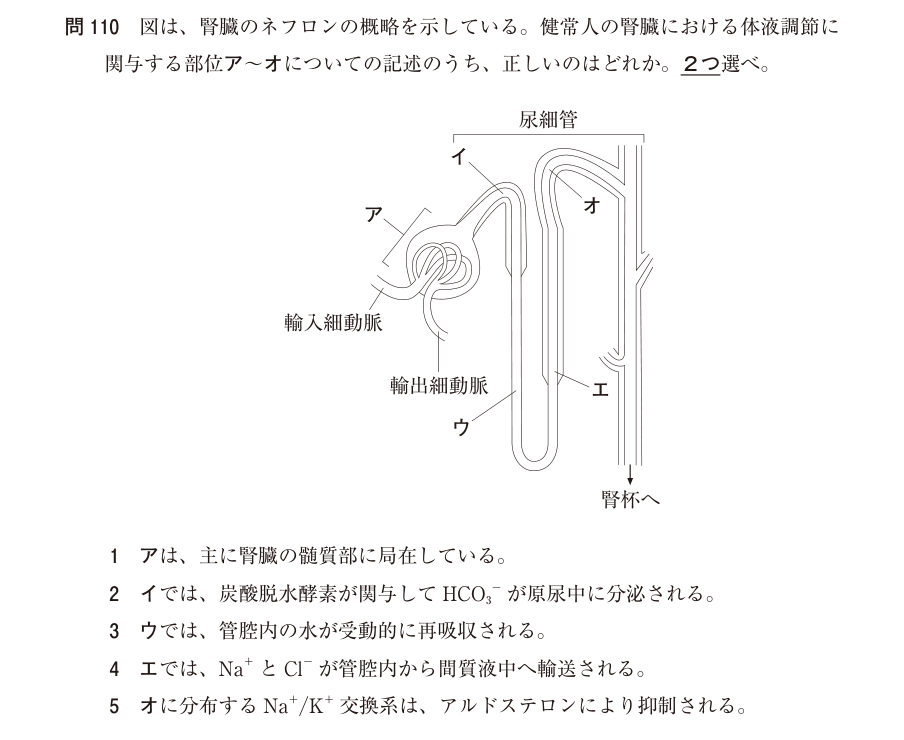 問 110 図は、腎臓のネフロンの概略を示している。健常人の腎臓における体液調節に
関与する部位ア～オについての記述のうち、正しいのはどれか。２つ選べ。
尿細管
イ
オ
ア
輸入細動脈
輸出細動脈
エ
ウ
腎杯へ
1 アは、主に腎臓の髄質部に局在している。
2 イでは、炭酸脱水酵素が関与して HCO₃⁻ が原尿中に分泌される。
3 ウでは、管腔内の水が受動的に再吸収される。
4 エでは、Na⁺ と Cl⁻ が管腔内から間質液中へ輸送される。
5 オに分布する Na⁺/K⁺ 交換系は、アルドステロンにより抑制される。